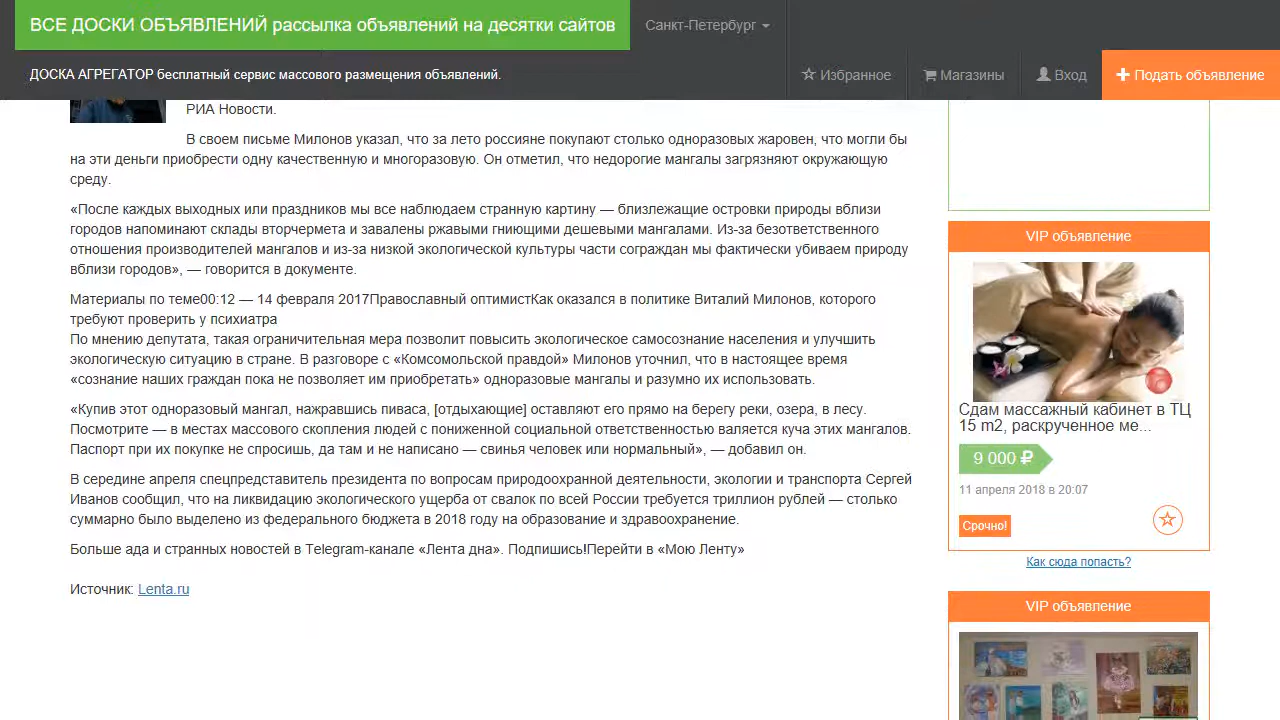 ВСЕ ДОСКИ ОБЪЯВЛЕНИЙ рассылка объявлений на десятки сайтов
Санкт-Петербург
ДОСКА АГРЕГАТОР бесплатный сервис массового размещения объявлений.
Избранное
Магазины
Вход
Подать объявление
РИА Новости.
В своем письме Милонов указал, что за лето россияне покупают столько одноразовых жаровен, что могли бы
на эти деньги приобрести одну качественную и многоразовую. Он отметил, что недорогие мангалы загрязняют окружающую
среду.
«После каждых выходных или праздников мы все наблюдаем странную картину — близлежащие островки природы вблизи
городов напоминают склады вторчермета и завалены ржавыми гниющими дешевыми мангалами. Из-за безответственного
отношения производителей мангалов и из-за низкой экологической культуры части сограждан мы фактически убиваем природу
вблизи городов», — говорится в документе.
Материалы по теме00:12 — 14 февраля 2017Православный оптимистКак оказался в политике Виталий Милонов, которого
требуют проверить у психиатра
По мнению депутата, такая ограничительная мера позволит повысить экологическое самосознание населения и улучшить
экологическую ситуацию в стране. В разговоре с «Комсомольской правдой» Милонов уточнил, что в настоящее время
«сознание наших граждан пока не позволяет им приобретать» одноразовые мангалы и разумно их использовать.
«Купив этот одноразовый мангал, нажравшись пиваса, [отдыхающие] оставляют его прямо на берегу реки, озера, в лесу.
Посмотрите — в местах массового скопления людей с пониженной социальной ответственностью валяется куча этих мангалов.
Паспорт при их покупке не спросишь, да там и не написано — свинья человек или нормальный», — добавил он.
В середине апреля спецпредставитель президента по вопросам природоохранной деятельности, экологии и транспорта Сергей
Иванов сообщил, что на ликвидацию экологического ущерба от свалок по всей России требуется триллион рублей — столько
суммарно было выделено из федерального бюджета в 2018 году на образование и здравоохранение.
Больше ада и странных новостей в Telegram-канале «Лента дна». Подпишись!Перейти в «Мою Ленту»
Источник: Lenta.ru
VIP объявление
Сдам массажный кабинет в ТЦ
15 m2, раскрученное ме...
9 000 ₽
11 апреля 2018 в 20:07
Срочно!
Как сюда попасть?
VIP объявление